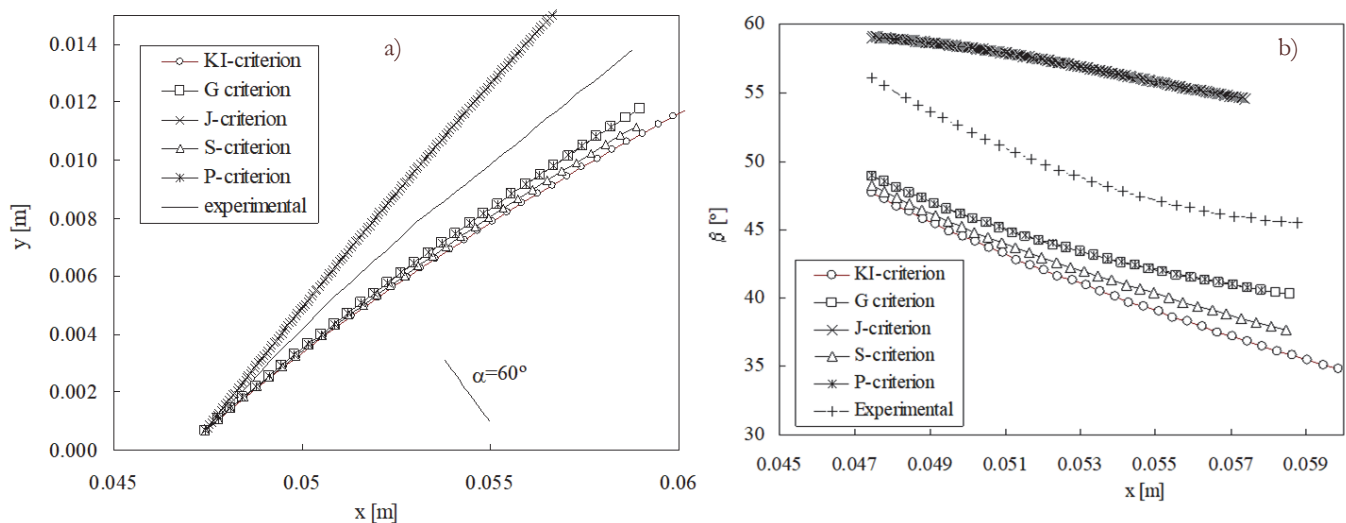 0.014
0.012
0.010
0.008
0.006
0.004
0.002
0.000
y [m]
a)
KI-criterion
G criterion
J-criterion
S-criterion
P-criterion
experimental
α=60°
0.045
0.05
0.055
0.06
x [m]
60
55
50
45
40
35
30
β [°]
b)
KI-criterion
G criterion
J-criterion
S-criterion
P-criterion
Experimental
0.045
0.047
0.049
0.051
0.053
0.055
0.057
0.059
x [m]